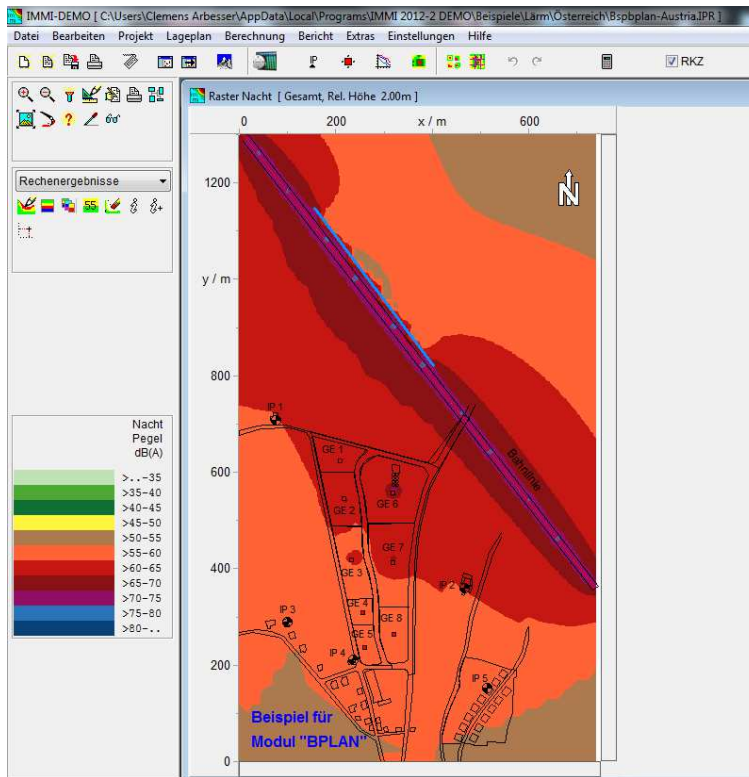 IMMI-DEMO [ C:\Users\Clemens Arbesser\AppData\Local\Programs\IMMI 2012-2 DEMO\Beispiele\Lärm\Österreich\Bspbplan-Austria.IPR ]
Datei Bearbeiten Projekt Lageplan Berechnung Bericht Extras Einstellungen Hilfe
IP
RKZ
Raster Nacht [ Gesamt, Rel. Höhe 2.00m ]
0 200 x / m 600
Rechenergebnisse
55
1200
N
y / m
800
IP 1
Bahnlinie
GE 1
600
GE 6
GE 2
GE 7
400
GE 3
IP 2
GE 4
IP 3
GE 8
GE 5
200
IP 4
IP 5
Beispiel für
Modul "BPLAN"
0
Nacht
Pegel
dB(A)
>..-35
>35-40
>40-45
>45-50
>50-55
>55-60
>60-65
>65-70
>70-75
>75-80
>80-..